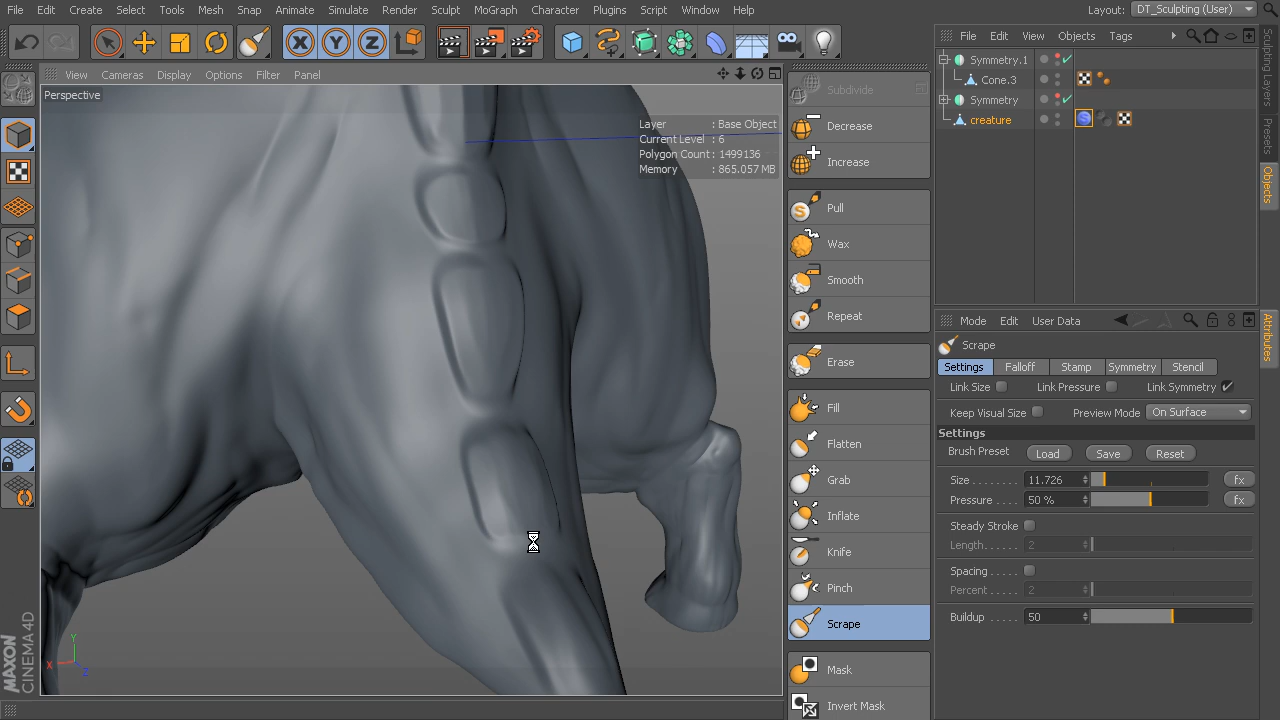 File Edit Create Select Tools Mesh Snap Animate Simulate Render Sculpt MoGraph Character Plugins Script Window Help Layout: DT_Sculpting (User)
View Cameras Display Options Filter Panel
Perspective
Layer : Base Object
Current Level : 6
Polygon Count : 1499136
Memory : 865.057 MB
Subdivide
Decrease
Increase
Pull
Wax
Smooth
Repeat
Erase
Fill
Flatten
Grab
Inflate
Knife
Pinch
Scrape
Mask
Invert Mask
File Edit View Objects Tags
Symmetry.1
Cone.3
Symmetry
creature
Mode Edit User Data
Scrape
Settings Falloff Stamp Symmetry Stencil
Link Size Link Pressure Link Symmetry
Keep Visual Size Preview Mode On Surface
Settings
Brush Preset Load Save Reset
Size . . . . . . . 11.726 fx
Pressure . . . . 50 % fx
Steady Stroke
Length. . . . . . 2
Spacing . . . . .
Percent . . . . . 2
Buildup . . . . . 50
Sculpting Layers
Presets
Objects
Attributes
MAXON
CINEMA4D
Y
X
Z